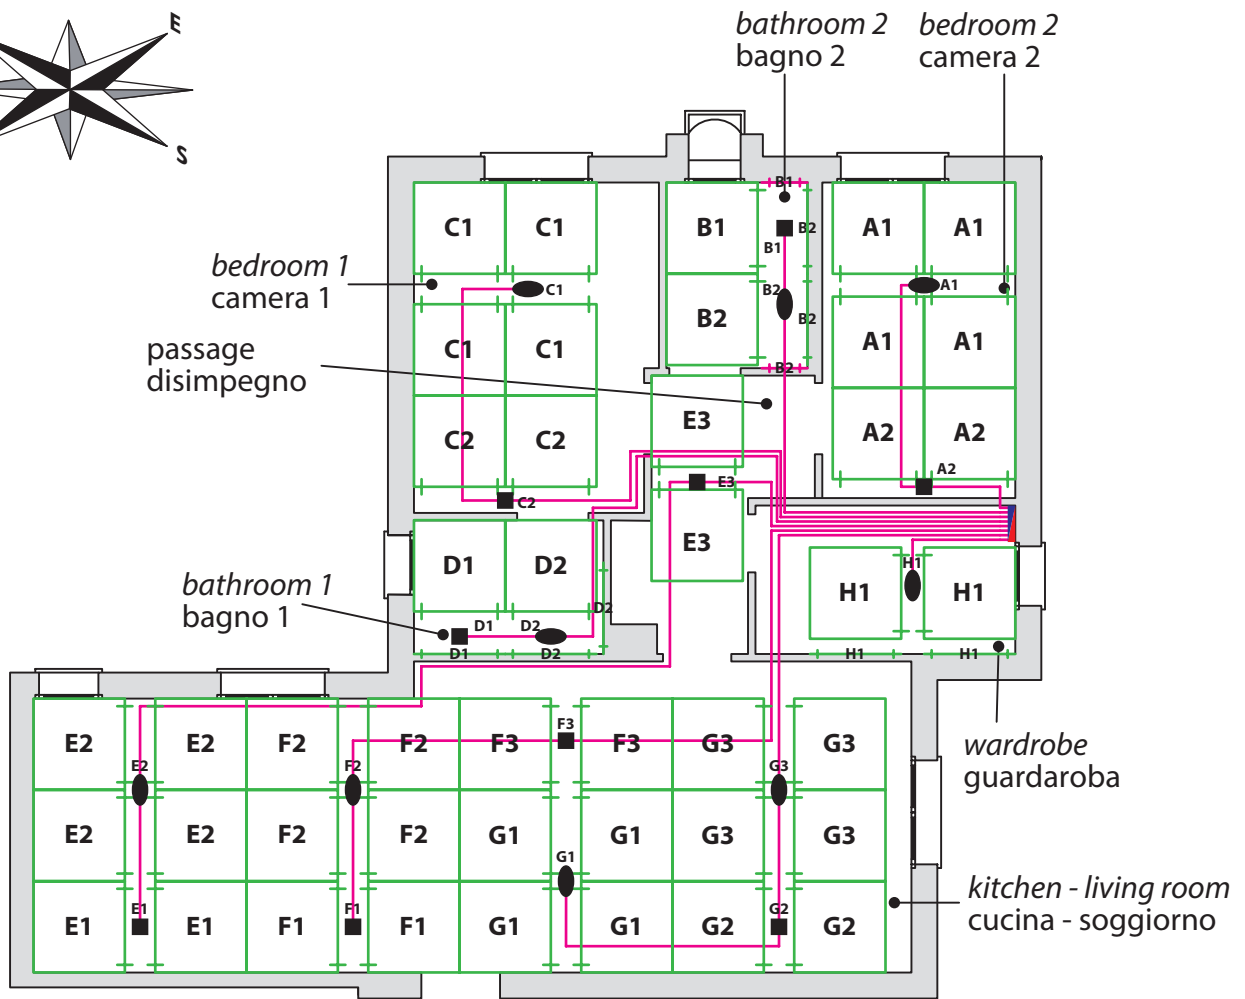 E
S
bathroom 2
bagno 2
bedroom 2
camera 2
bedroom 1
camera 1
passage
disimpegno
bathroom 1
bagno 1
wardrobe
guardaroba
kitchen - living room
cucina - soggiorno
C1 C1 B1 B1 B2 B1 A1 A1
C1 A1
C1 C1 B2 B2 B2 B2 A1 A1
C2 C2 C2 E3 E3 A2 A2 A2
D1 D2 D2 E3 H1 H1 H1
D1 D2 D1 D2 H1 H1
E2 E2 E2 F2 F2 F2 F3 F3 F3 G3 G3 G3
E2 E2 F2 F2 G1 G1 G1 G3 G3
E1 E1 E1 F1 F1 F1 G1 G1 G2 G2 G2